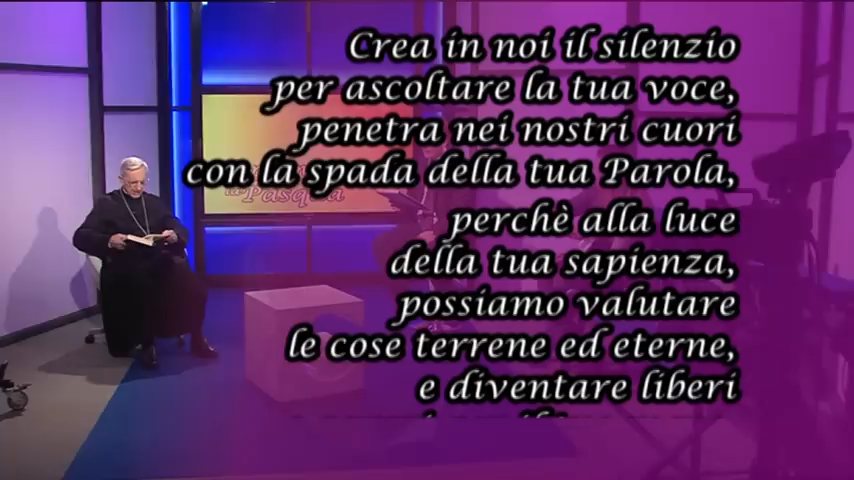 Crea in noi il silenzio
per ascoltare la tua voce,
penetra nei nostri cuori
con la spada della tua Parola,
perchè alla luce
della tua sapienza,
possiamo valutare
le cose terrene ed eterne,
e diventare liberi
di Pasqua